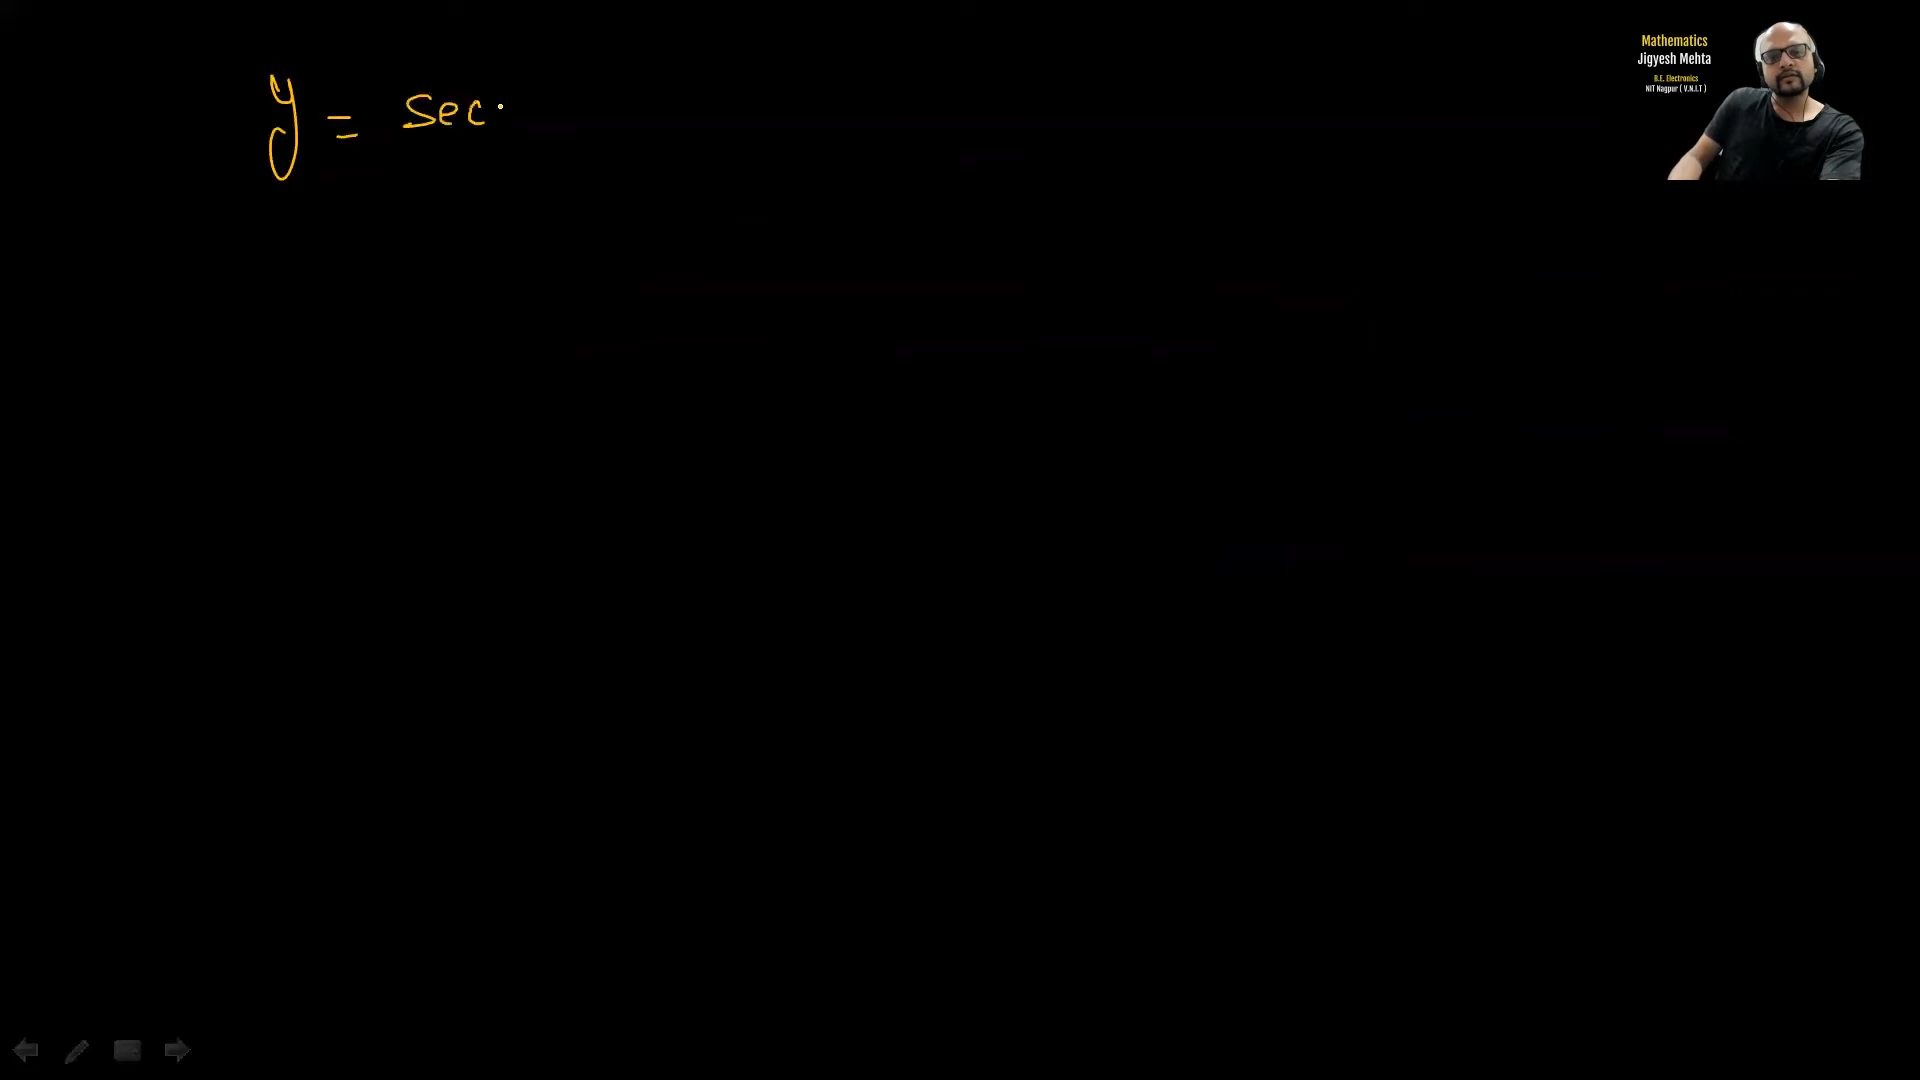 y = sec
Mathematics
Jigyesh Mehta
B.E. Electronics
NIT Nagpur ( V.N.I.T )